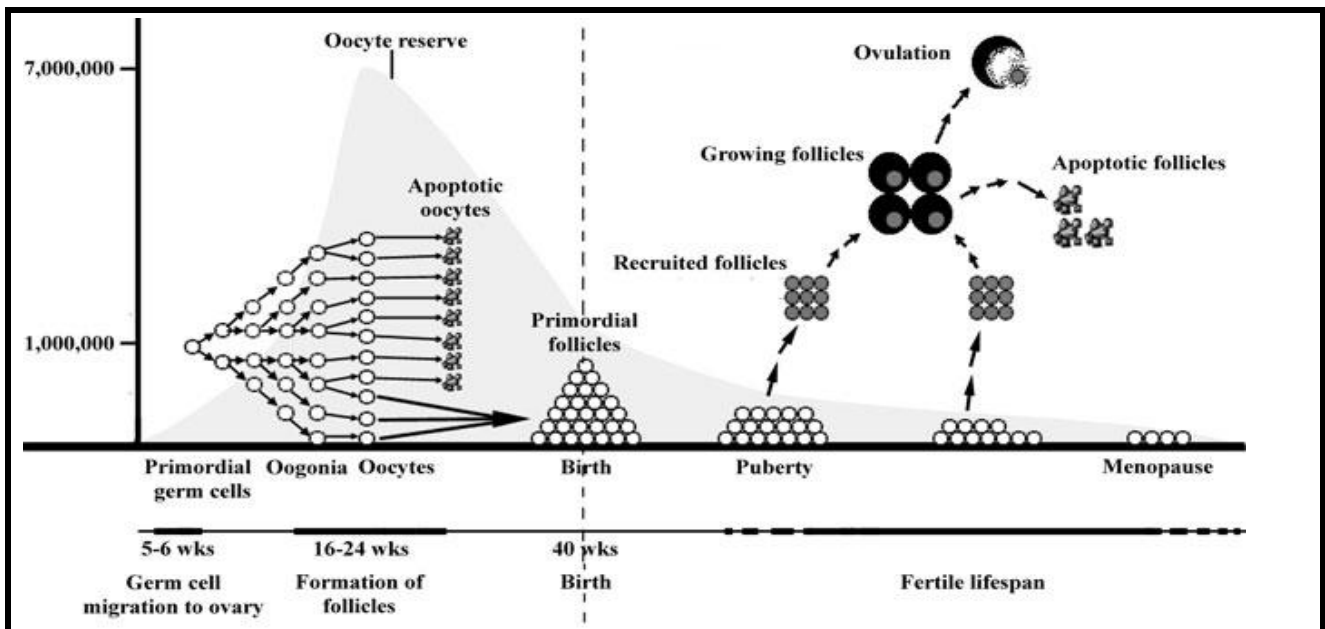 Oocyte reserve
7,000,000
Ovulation
Growing follicles
Apoptotic follicles
Apoptotic
oocytes
Recruited follicles
Primordial
follicles
1,000,000
Primordial
germ cells
Oogonia
Oocytes
Birth
Puberty
Menopause
5-6 wks
16-24 wks
40 wks
Germ cell
migration to ovary
Formation of
follicles
Birth
Fertile lifespan